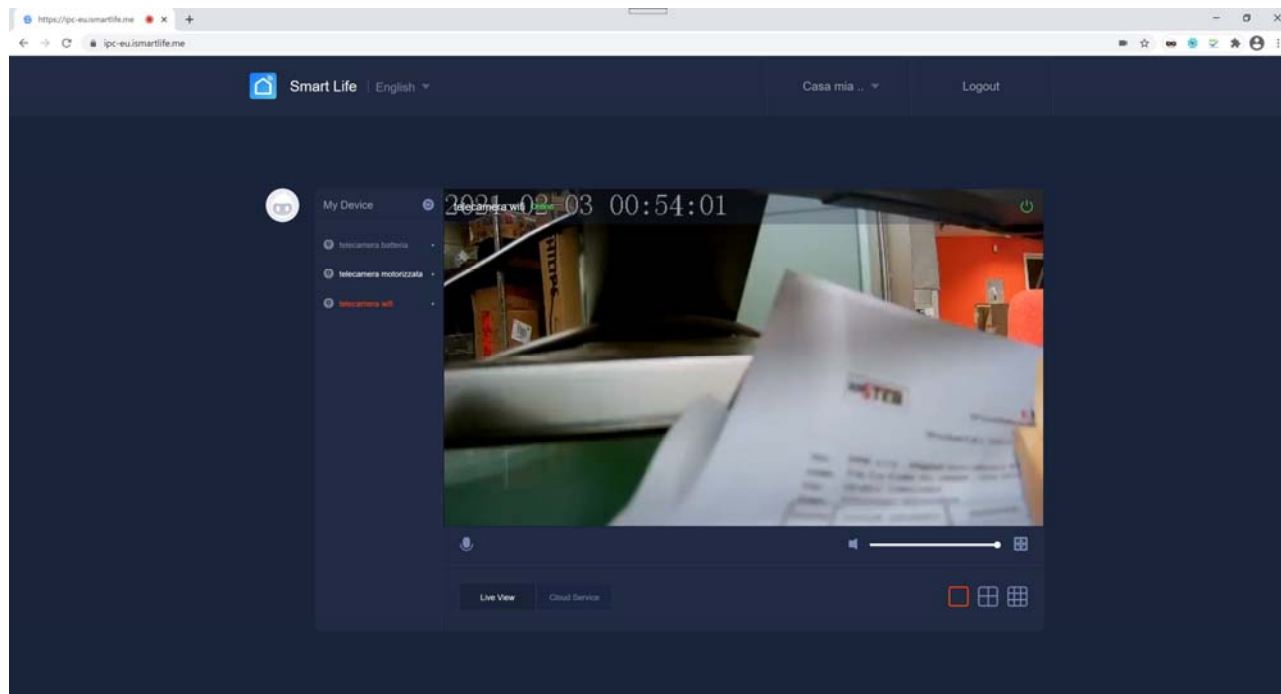 https://ipc-eu.ismartlife.me
ipc-eu.ismartlife.me
Smart Life | English
Casa mia ..
Logout
My Device
2021-02-03 00:54:01
telecamera wifi Online
telecamera batteria
telecamera motorizzata
telecamera wifi
Live View
Cloud Service